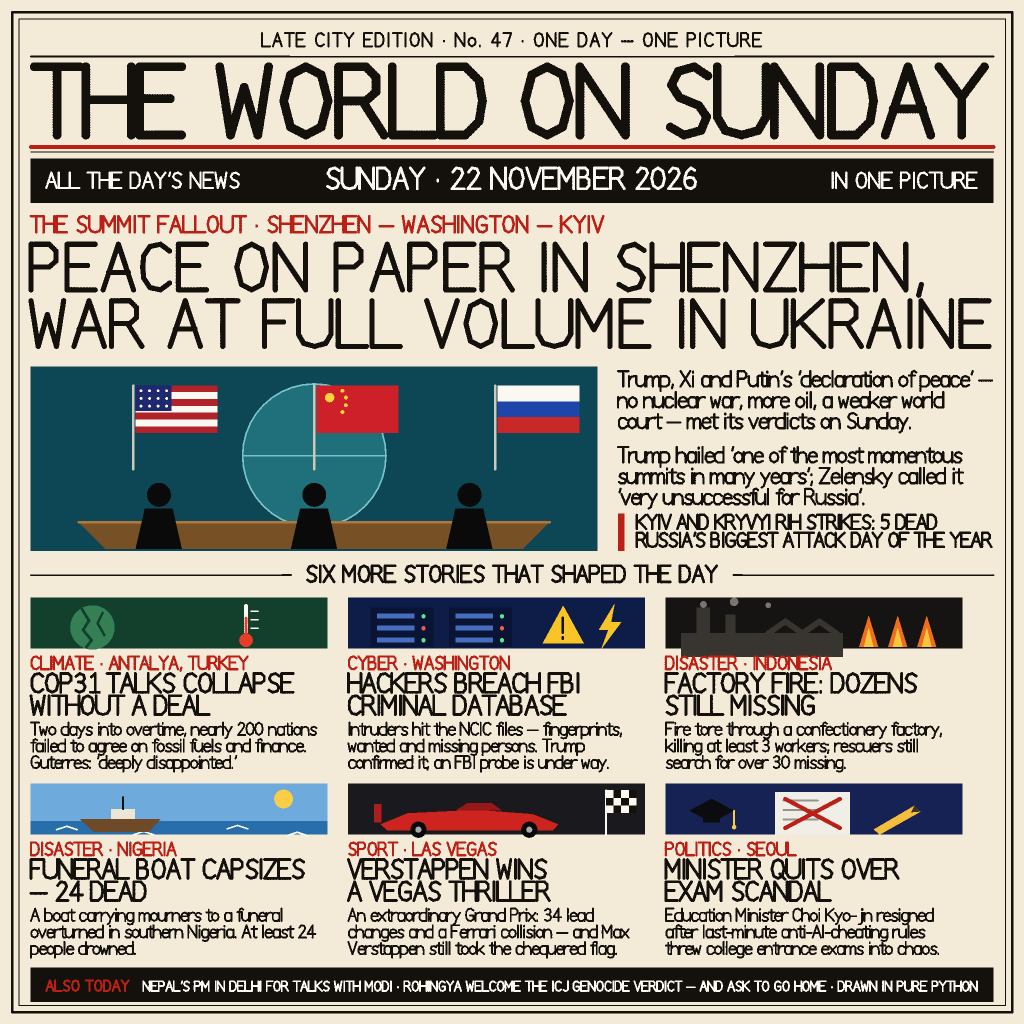 LATE CITY EDITION · No. 47 · ONE DAY — ONE PICTURE
THE WORLD ON SUNDAY
ALL THE DAY'S NEWS
SUNDAY · 22 NOVEMBER 2026
IN ONE PICTURE
THE SUMMIT FALLOUT · SHENZHEN — WASHINGTON — KYIV
PEACE ON PAPER IN SHENZHEN,
WAR AT FULL VOLUME IN UKRAINE
Trump, Xi and Putin's 'declaration of peace' —
no nuclear war, more oil, a weaker world
court — met its verdicts on Sunday.
Trump hailed 'one of the most momentous
summits in many years'; Zelensky called it
'very unsuccessful for Russia'.
KYIV AND KRYVYI RIH STRIKES: 5 DEAD
RUSSIA'S BIGGEST ATTACK DAY OF THE YEAR
SIX MORE STORIES THAT SHAPED THE DAY
CLIMATE · ANTALYA, TURKEY
COP31 TALKS COLLAPSE
WITHOUT A DEAL
Two days into overtime, nearly 200 nations
failed to agree on fossil fuels and finance.
Guterres: 'deeply disappointed.'
CYBER · WASHINGTON
HACKERS BREACH FBI
CRIMINAL DATABASE
Intruders hit the NCIC files — fingerprints,
wanted and missing persons. Trump
confirmed it; an FBI probe is under way.
DISASTER · INDONESIA
FACTORY FIRE: DOZENS
STILL MISSING
Fire tore through a confectionery factory,
killing at least 3 workers; rescuers still
search for over 30 missing.
DISASTER · NIGERIA
FUNERAL BOAT CAPSIZES
— 24 DEAD
A boat carrying mourners to a funeral
overturned in southern Nigeria. At least 24
people drowned.
SPORT · LAS VEGAS
VERSTAPPEN WINS
A VEGAS THRILLER
An extraordinary Grand Prix: 34 lead
changes and a Ferrari collision — and Max
Verstappen still took the chequered flag.
POLITICS · SEOUL
MINISTER QUITS OVER
EXAM SCANDAL
Education Minister Choi Kyo-jin resigned
after last-minute anti-AI-cheating rules
threw college entrance exams into chaos.
ALSO TODAY NEPAL'S PM IN DELHI FOR TALKS WITH MODI · ROHINGYA WELCOME THE ICJ GENOCIDE VERDICT — AND ASK TO GO HOME · DRAWN IN PURE PYTHON